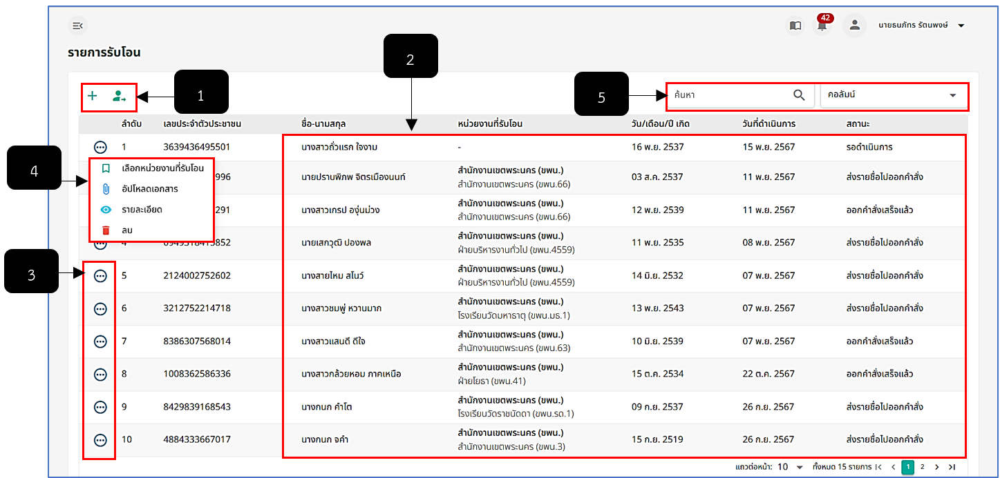 42
นายธนภัทร รัตนพงษ์
รายการรับโอน
2
1
5
ค้นหา
คอลัมน์
ลำดับ เลขประจำตัวประชาชน ชื่อ-นามสกุล หน่วยงานที่รับโอน วัน/เดือน/ปี เกิด วันที่ดำเนินการ สถานะ
1 3639436495501 นางสาวถั่วแรก ใจงาม - 16 พ.ย. 2537 15 พ.ย. 2567 รอดำเนินการ
4
เลือกหน่วยงานที่รับโอน
อัปโหลดเอกสาร
รายละเอียด
ลบ
996 นายปราบพิภพ จิตรเมืองนนท์ สำนักงานเขตพระนคร (ขพน.) 03 ส.ค. 2537 11 พ.ย. 2567 ส่งรายชื่อไปออกคำสั่ง
สำนักงานเขตพระนคร (ขพน.66)
291 นางสาวเกรป องุ่นม่วง สำนักงานเขตพระนคร (ขพน.) 12 พ.ย. 2539 11 พ.ย. 2567 ออกคำสั่งเสร็จแล้ว
สำนักงานเขตพระนคร (ขพน.66)
4 นายเสกวุฒิ ปองพล สำนักงานเขตพระนคร (ขพน.) 11 พ.ย. 2535 08 พ.ย. 2567 ส่งรายชื่อไปออกคำสั่ง
ฝ่ายบริหารงานทั่วไป (ขพน.4559)
3
5 2124002752602 นางสายไหม สโนว์ สำนักงานเขตพระนคร (ขพน.) 14 มิ.ย. 2532 07 พ.ย. 2567 ส่งรายชื่อไปออกคำสั่ง
ฝ่ายบริหารงานทั่วไป (ขพน.4559)
6 3212752214718 นางสาวชมพู่ หวานมาก สำนักงานเขตพระนคร (ขพน.) 13 พ.ย. 2543 07 พ.ย. 2567 ส่งรายชื่อไปออกคำสั่ง
โรงเรียนวัดมหาธาตุ (ขพน.มธ.1)
7 8386307568014 นางสาวแสนดี ดีใจ สำนักงานเขตพระนคร (ขพน.) 10 มิ.ย. 2539 07 พ.ย. 2567 ออกคำสั่งเสร็จแล้ว
สำนักงานเขตพระนคร (ขพน.63)
8 1008362586336 นางสาวกล้วยหอม ภาคเหนือ สำนักงานเขตพระนคร (ขพน.) 15 ต.ค. 2534 22 ต.ค. 2567 ออกคำสั่งเสร็จแล้ว
ฝ่ายโยธา (ขพน.41)
9 8429839168543 นางกนก คำโต สำนักงานเขตพระนคร (ขพน.) 09 ก.ย. 2537 26 ก.ย. 2567 ส่งรายชื่อไปออกคำสั่ง
โรงเรียนวัดราชนัดดา (ขพน.รด.1)
10 4884333667017 นางกนก จคำ สำนักงานเขตพระนคร (ขพน.) 15 ก.ย. 2519 26 ก.ย. 2567 ส่งรายชื่อไปออกคำสั่ง
สำนักงานเขตพระนคร (ขพน.3)
แถวต่อหน้า: 10 ทั้งหมด 15 รายการ 1 2